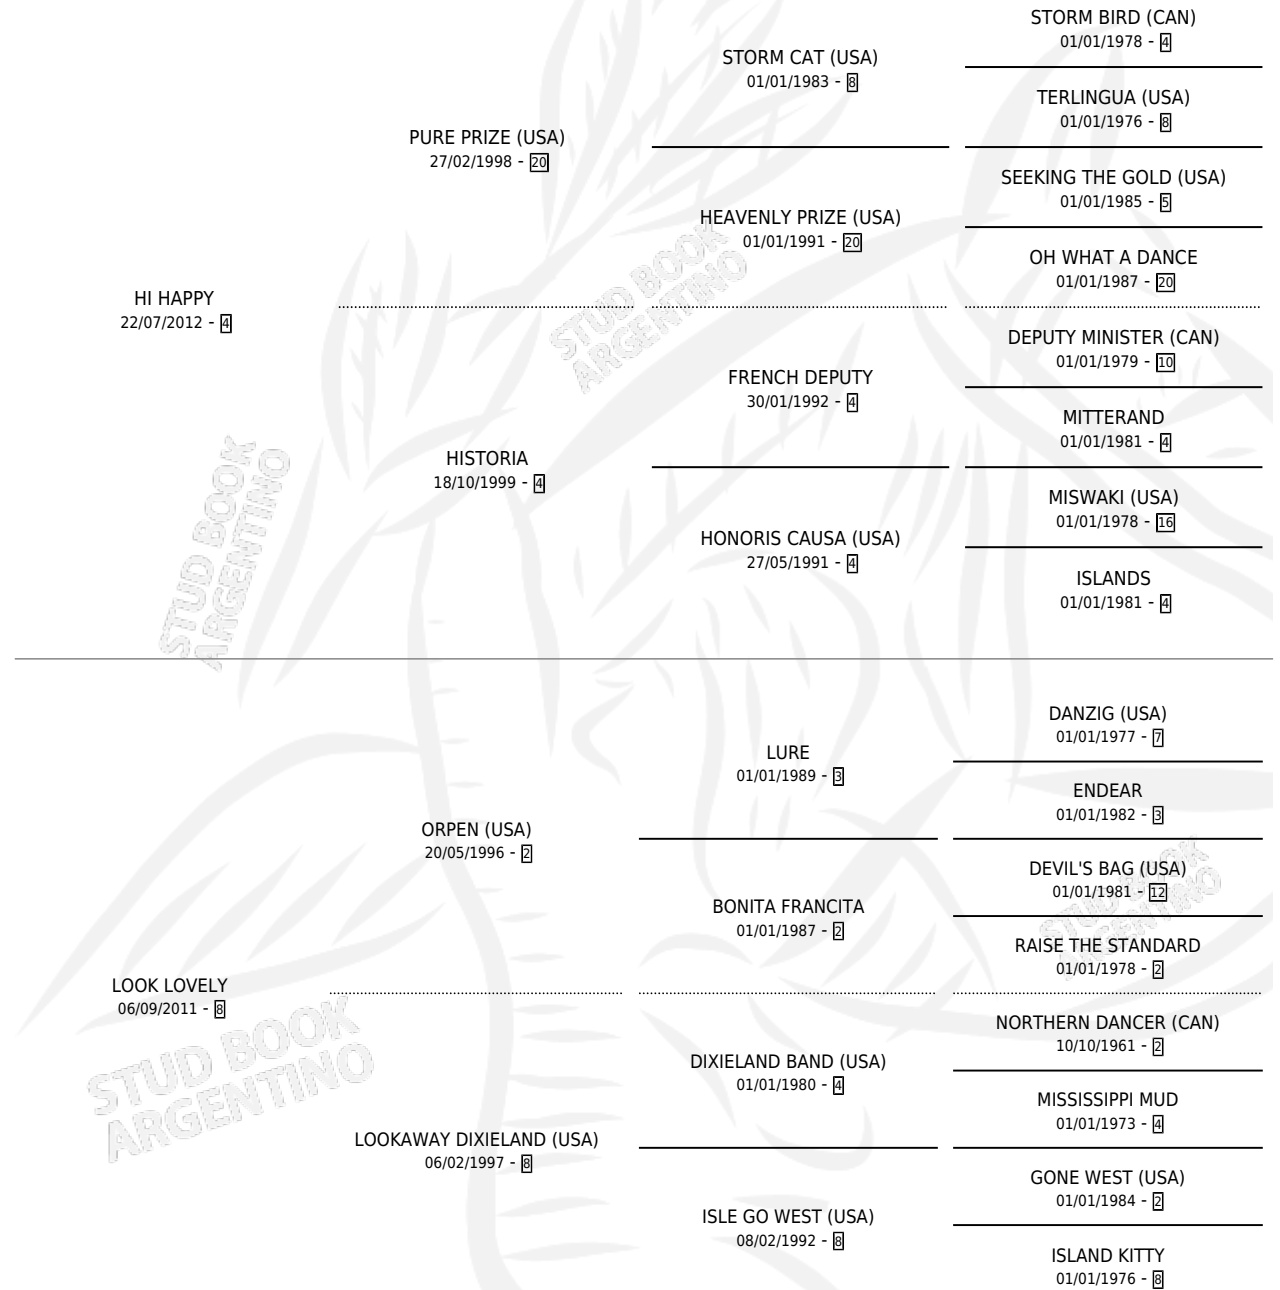 STORM BIRD (CAN)
01/01/1978 - 4
STORM CAT (USA)
01/01/1983 - 8
TERLINGUA (USA)
01/01/1976 - 8
PURE PRIZE (USA)
27/02/1998 - 20
SEEKING THE GOLD (USA)
01/01/1985 - 5
HEAVENLY PRIZE (USA)
01/01/1991 - 20
OH WHAT A DANCE
01/01/1987 - 20
HI HAPPY
22/07/2012 - 4
DEPUTY MINISTER (CAN)
01/01/1979 - 10
FRENCH DEPUTY
30/01/1992 - 4
MITTERAND
01/01/1981 - 4
HISTORIA
18/10/1999 - 4
MISWAKI (USA)
01/01/1978 - 16
HONORIS CAUSA (USA)
27/05/1991 - 4
ISLANDS
01/01/1981 - 4
DANZIG (USA)
01/01/1977 - 7
LURE
01/01/1989 - 3
ENDEAR
01/01/1982 - 3
ORPEN (USA)
20/05/1996 - 2
DEVIL'S BAG (USA)
01/01/1981 - 12
BONITA FRANCITA
01/01/1987 - 2
RAISE THE STANDARD
01/01/1978 - 2
LOOK LOVELY
06/09/2011 - 8
NORTHERN DANCER (CAN)
10/10/1961 - 2
DIXIELAND BAND (USA)
01/01/1980 - 4
MISSISSIPPI MUD
01/01/1973 - 4
LOOKAWAY DIXIELAND (USA)
06/02/1997 - 8
GONE WEST (USA)
01/01/1984 - 2
ISLE GO WEST (USA)
08/02/1992 - 8
ISLAND KITTY
01/01/1976 - 8
STUD BOOK
ARGENTINO
STUD BOOK
ARGENTINO
STUD BOOK
ARGENTINO
STUD BOOK
ARGENTINO